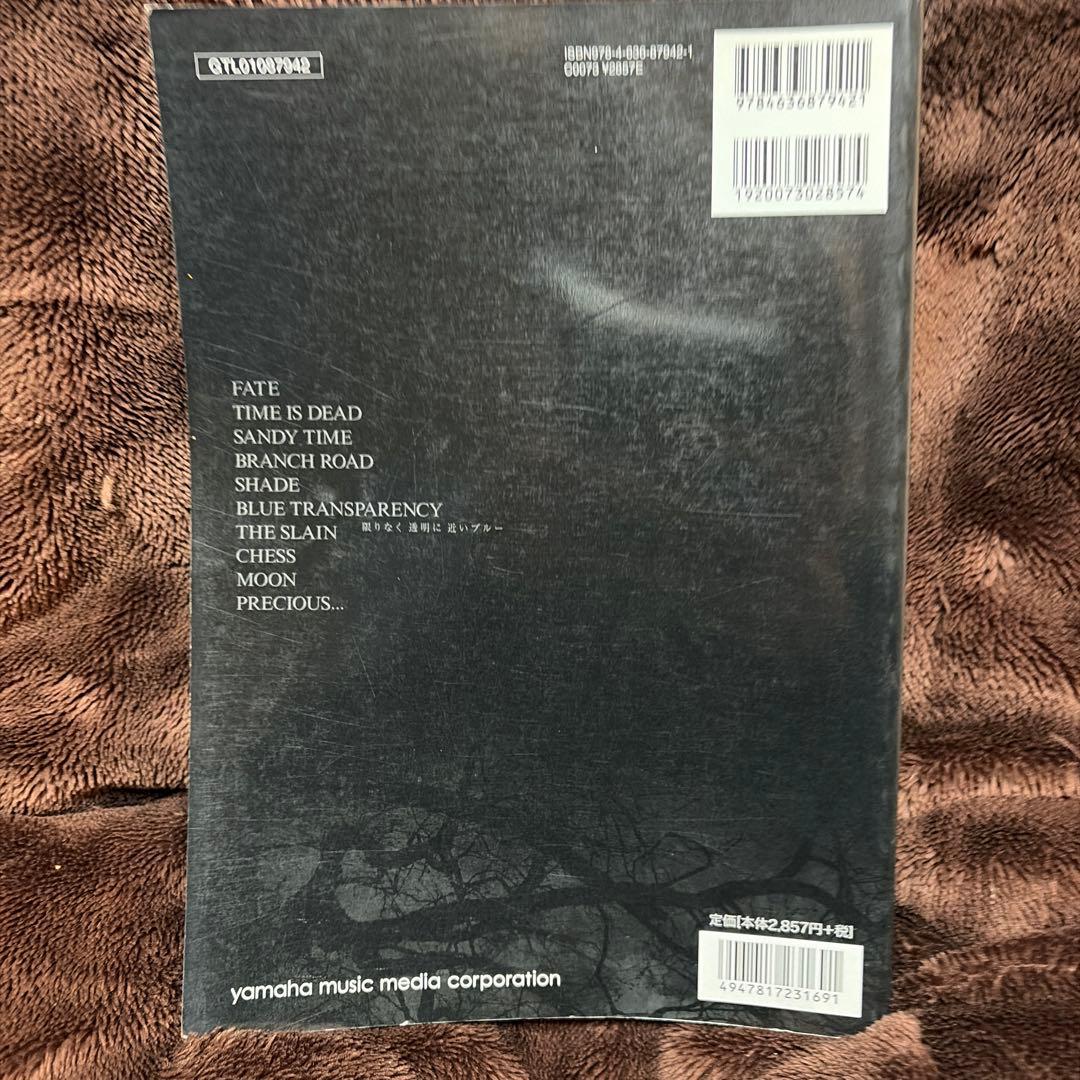 GTL01087942
ISBN978-4-636-87942-1
C0073 ¥2857E
9784636879421
1920073028574
FATE
TIME IS DEAD
SANDY TIME
BRANCH ROAD
SHADE
BLUE TRANSPARENCY
限りなく透明に近いブルー
THE SLAIN
CHESS
MOON
PRECIOUS...
定価[本体2,857円+税]
4947817231691
yamaha music media corporation